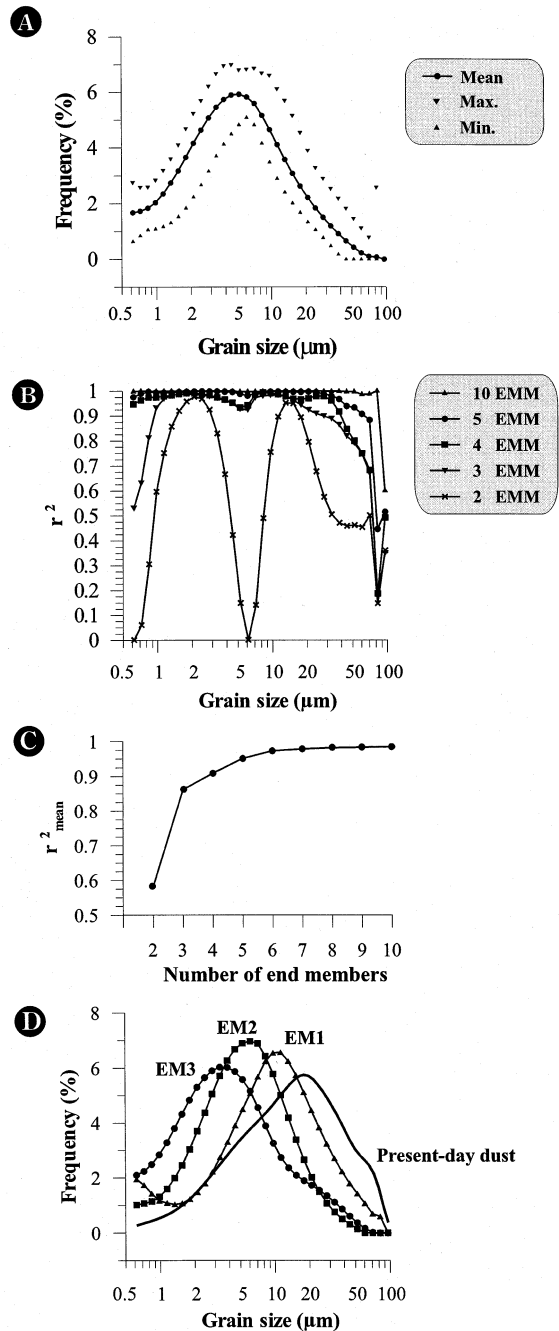 A
8
6
4
2
0
Frequency (%)
0.5 1 2 5 10 20 50 100
Grain size (µm)
Mean
Max.
Min.
B
1
0.9
0.8
0.7
0.6
0.5
0.4
0.3
0.2
0.1
0
r 2
0.5 1 2 5 10 20 50 100
Grain size (µm)
10 EMM
5 EMM
4 EMM
3 EMM
2 EMM
C
1
0.9
0.8
0.7
0.6
0.5
r 2 mean
2 3 4 5 6 7 8 9 10
Number of end members
D
8
6
4
2
0
Frequency (%)
EM3
EM2
EM1
Present-day dust
0.5 1 2 5 10 20 50 100
Grain size (µm)